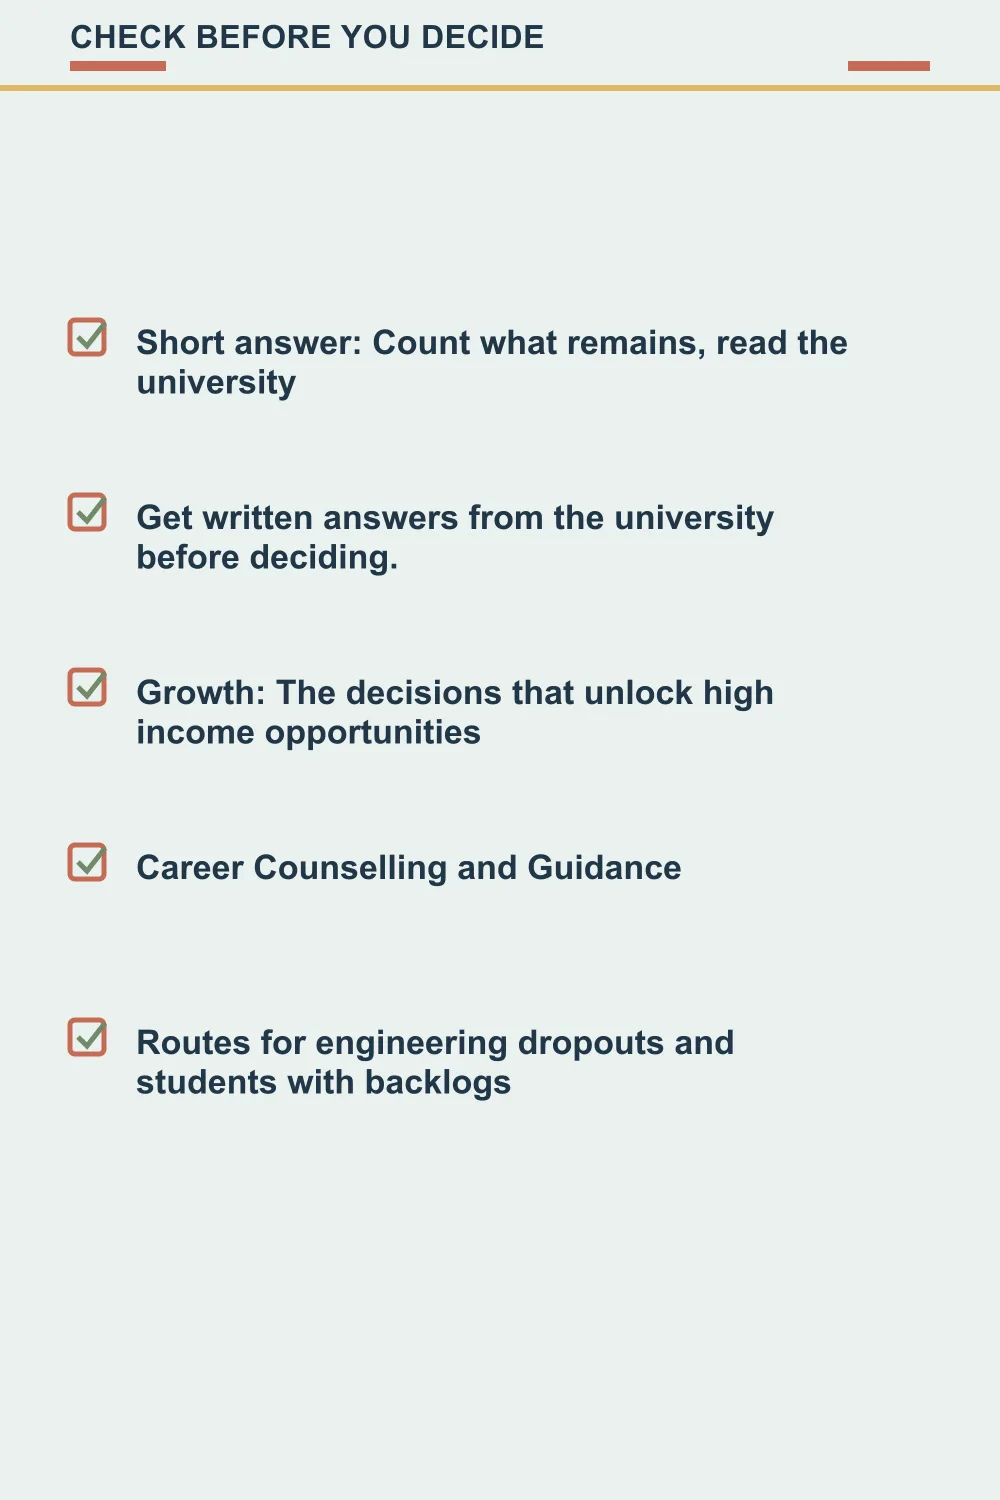 CHECK BEFORE YOU DECIDE
Short answer: Count what remains, read the
university
Get written answers from the university
before deciding.
Growth: The decisions that unlock high
income opportunities
Career Counselling and Guidance
Routes for engineering dropouts and
students with backlogs